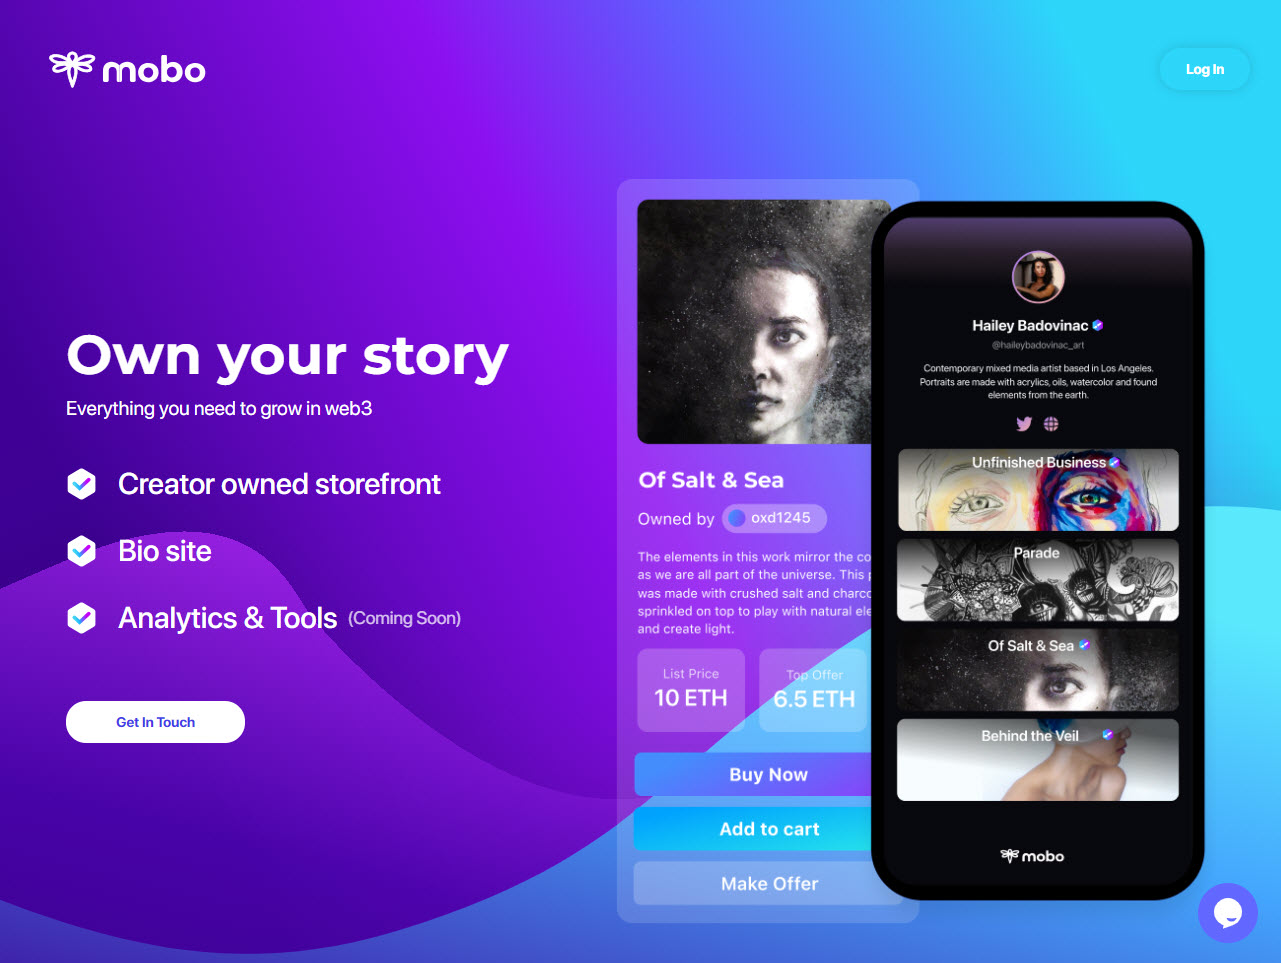 mobo
Log In
Own your story
Everything you need to grow in web3
Creator owned storefront
Bio site
Analytics & Tools (Coming Soon)
Get In Touch
Of Salt & Sea
Owned by oxd1245
The elements in this work mirror the co
as we are all part of the universe. This
was made with crushed salt and charco
sprinkled on top to play with natural ele
and create light.
List Price
10 ETH
Top Offer
6.5 ETH
Buy Now
Add to cart
Make Offer
Hailey Badovinac
@haileybadovinac_art
Contemporary mixed media artist based in Los Angeles.
Portraits are made with acrylics, oils, watercolor and found
elements from the earth.
Unfinished Business
Parade
Of Salt & Sea
Behind the Veil
mobo